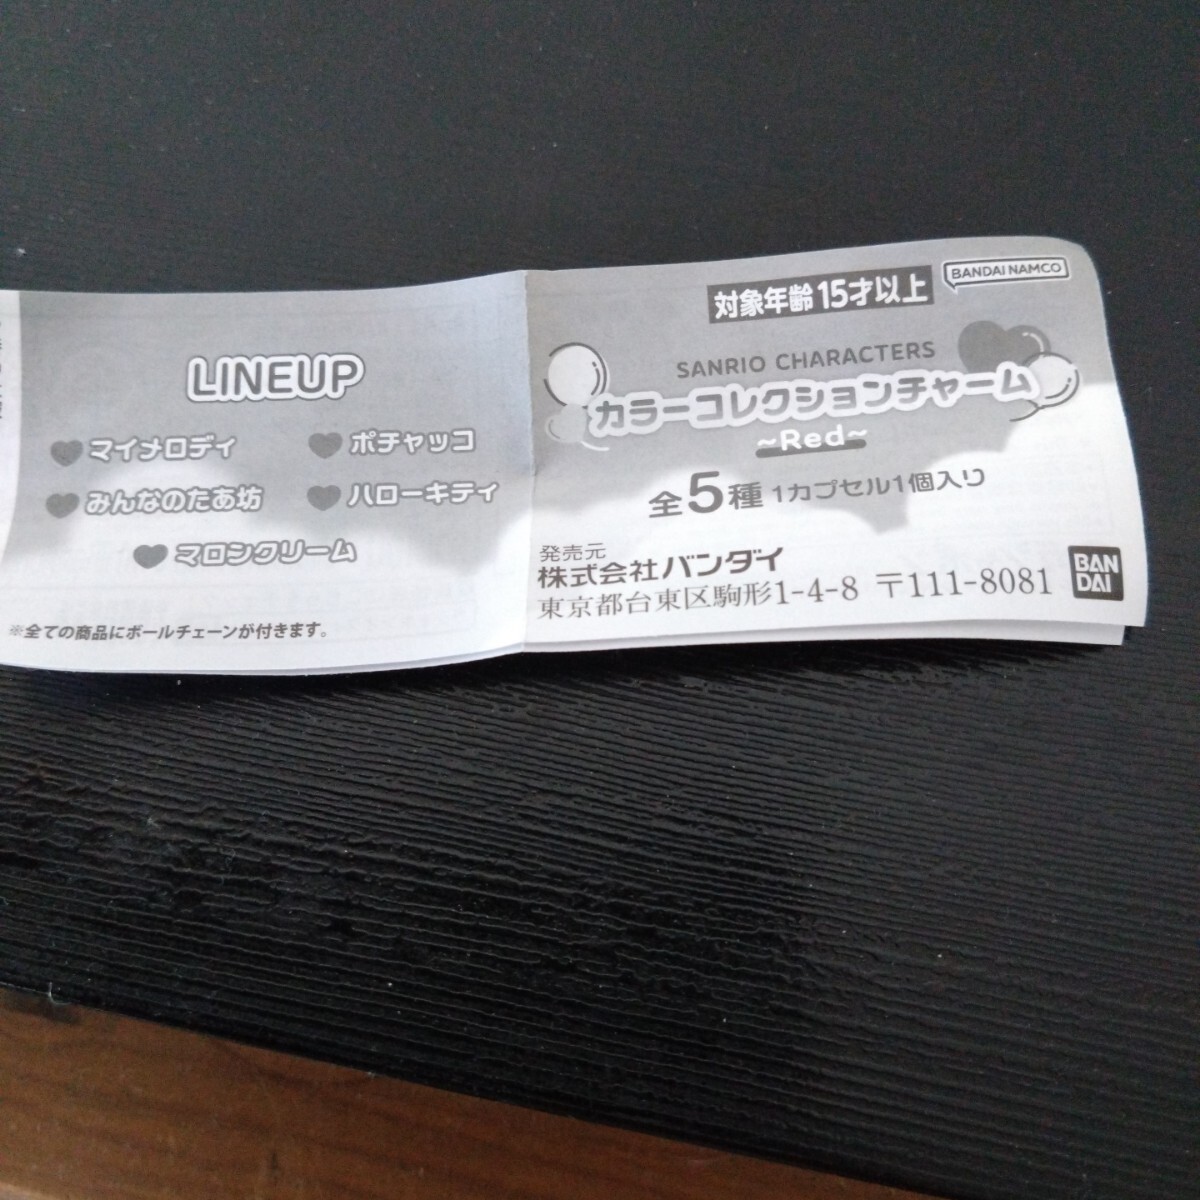 LINEUP
マイメロディ
ポチャッコ
みんなのたあ坊
ハローキティ
マロンクリーム
※全ての商品にボールチェーンが付きます。
対象年齢15才以上
BANDAI NAMCO
SANRIO CHARACTERS
カラーコレクションチャーム
~Red~
全5種 1カプセル1個入り
発売元
株式会社バンダイ
東京都台東区駒形1-4-8 〒111-8081
BAN
DAI